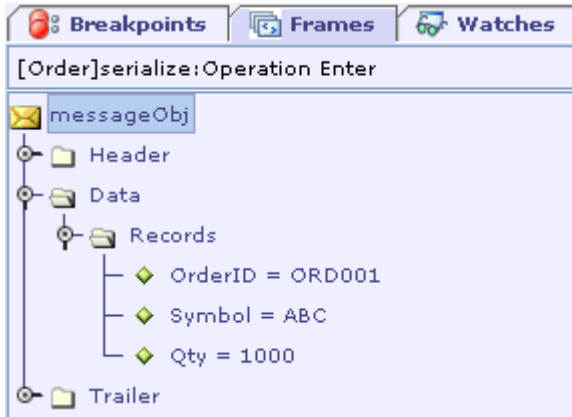 Breakpoints Frames Watches
[Order]serialize:Operation Enter
messageObj
Header
Data
Records
OrderID = ORD001
Symbol = ABC
Qty = 1000
Trailer